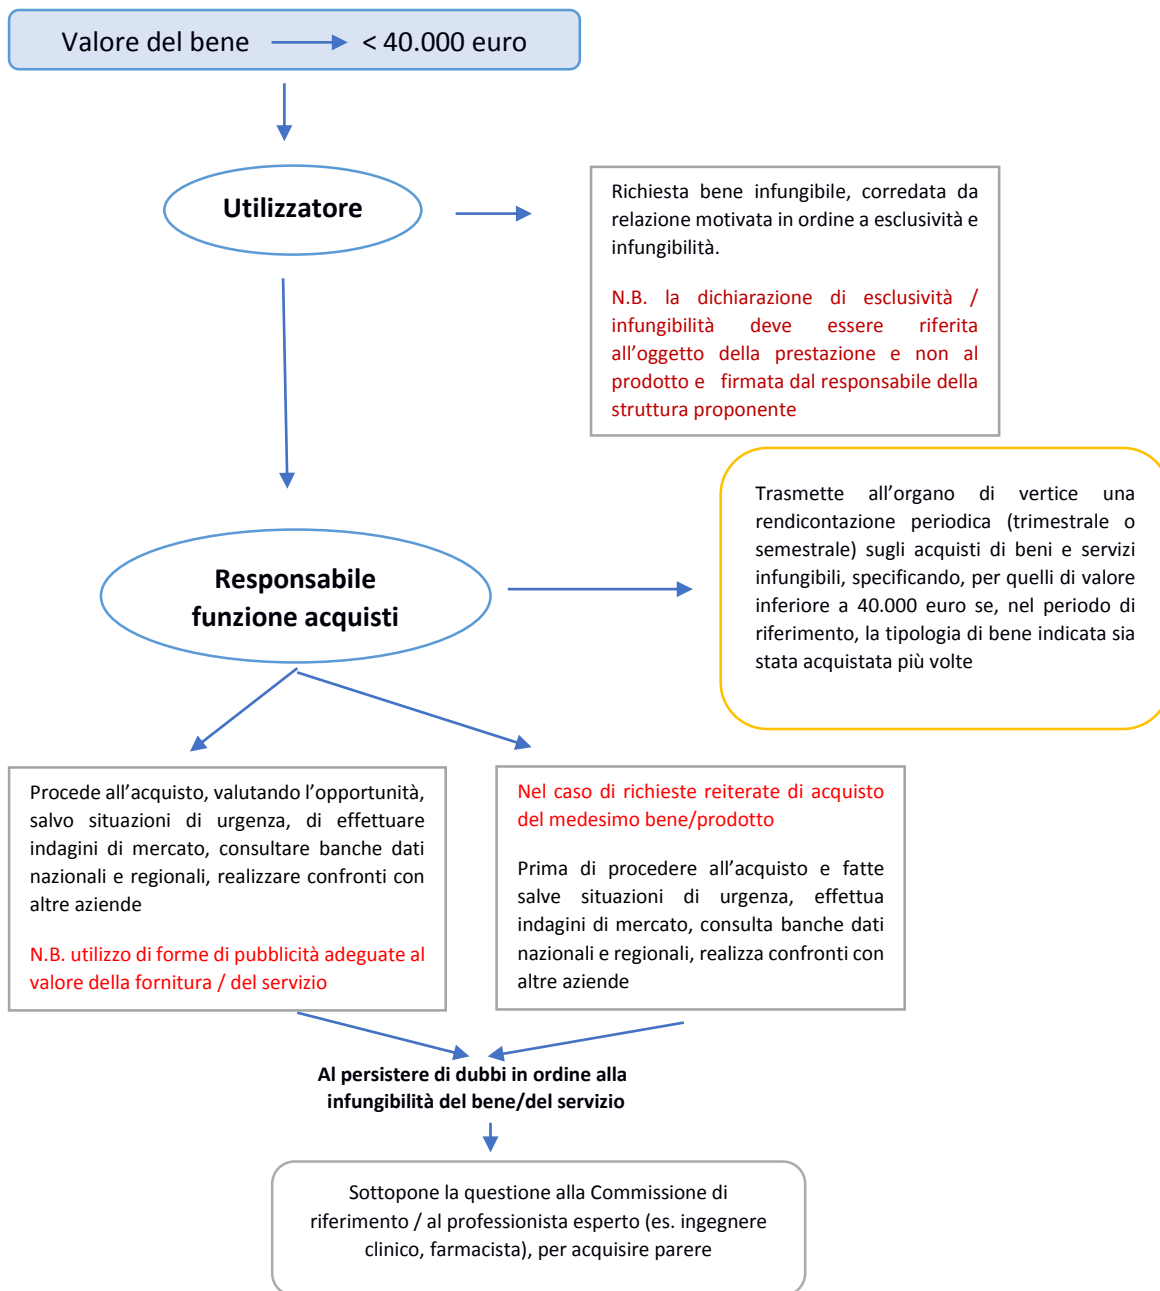 Valore del bene < 40.000 euro
Utilizzatore
Richiesta bene infungibile, corredata da
relazione motivata in ordine a esclusività e
infungibilità.
N.B. la dichiarazione di esclusività /
infungibilità deve essere riferita
all’oggetto della prestazione e non al
prodotto e firmata dal responsabile della
struttura proponente
Responsabile
funzione acquisti
Trasmette all’organo di vertice una
rendicontazione periodica (trimestrale o
semestrale) sugli acquisti di beni e servizi
infungibili, specificando, per quelli di valore
inferiore a 40.000 euro se, nel periodo di
riferimento, la tipologia di bene indicata sia
stata acquistata più volte
Procede all’acquisto, valutando l’opportunità,
salvo situazioni di urgenza, di effettuare
indagini di mercato, consultare banche dati
nazionali e regionali, realizzare confronti con
altre aziende
N.B. utilizzo di forme di pubblicità adeguate al
valore della fornitura / del servizio
Nel caso di richieste reiterate di acquisto
del medesimo bene/prodotto
Prima di procedere all’acquisto e fatte
salve situazioni di urgenza, effettua
indagini di mercato, consulta banche dati
nazionali e regionali, realizza confronti con
altre aziende
Al persistere di dubbi in ordine alla
infungibilità del bene/del servizio
Sottopone la questione alla Commissione di
riferimento / al professionista esperto (es. ingegnere
clinico, farmacista), per acquisire parere